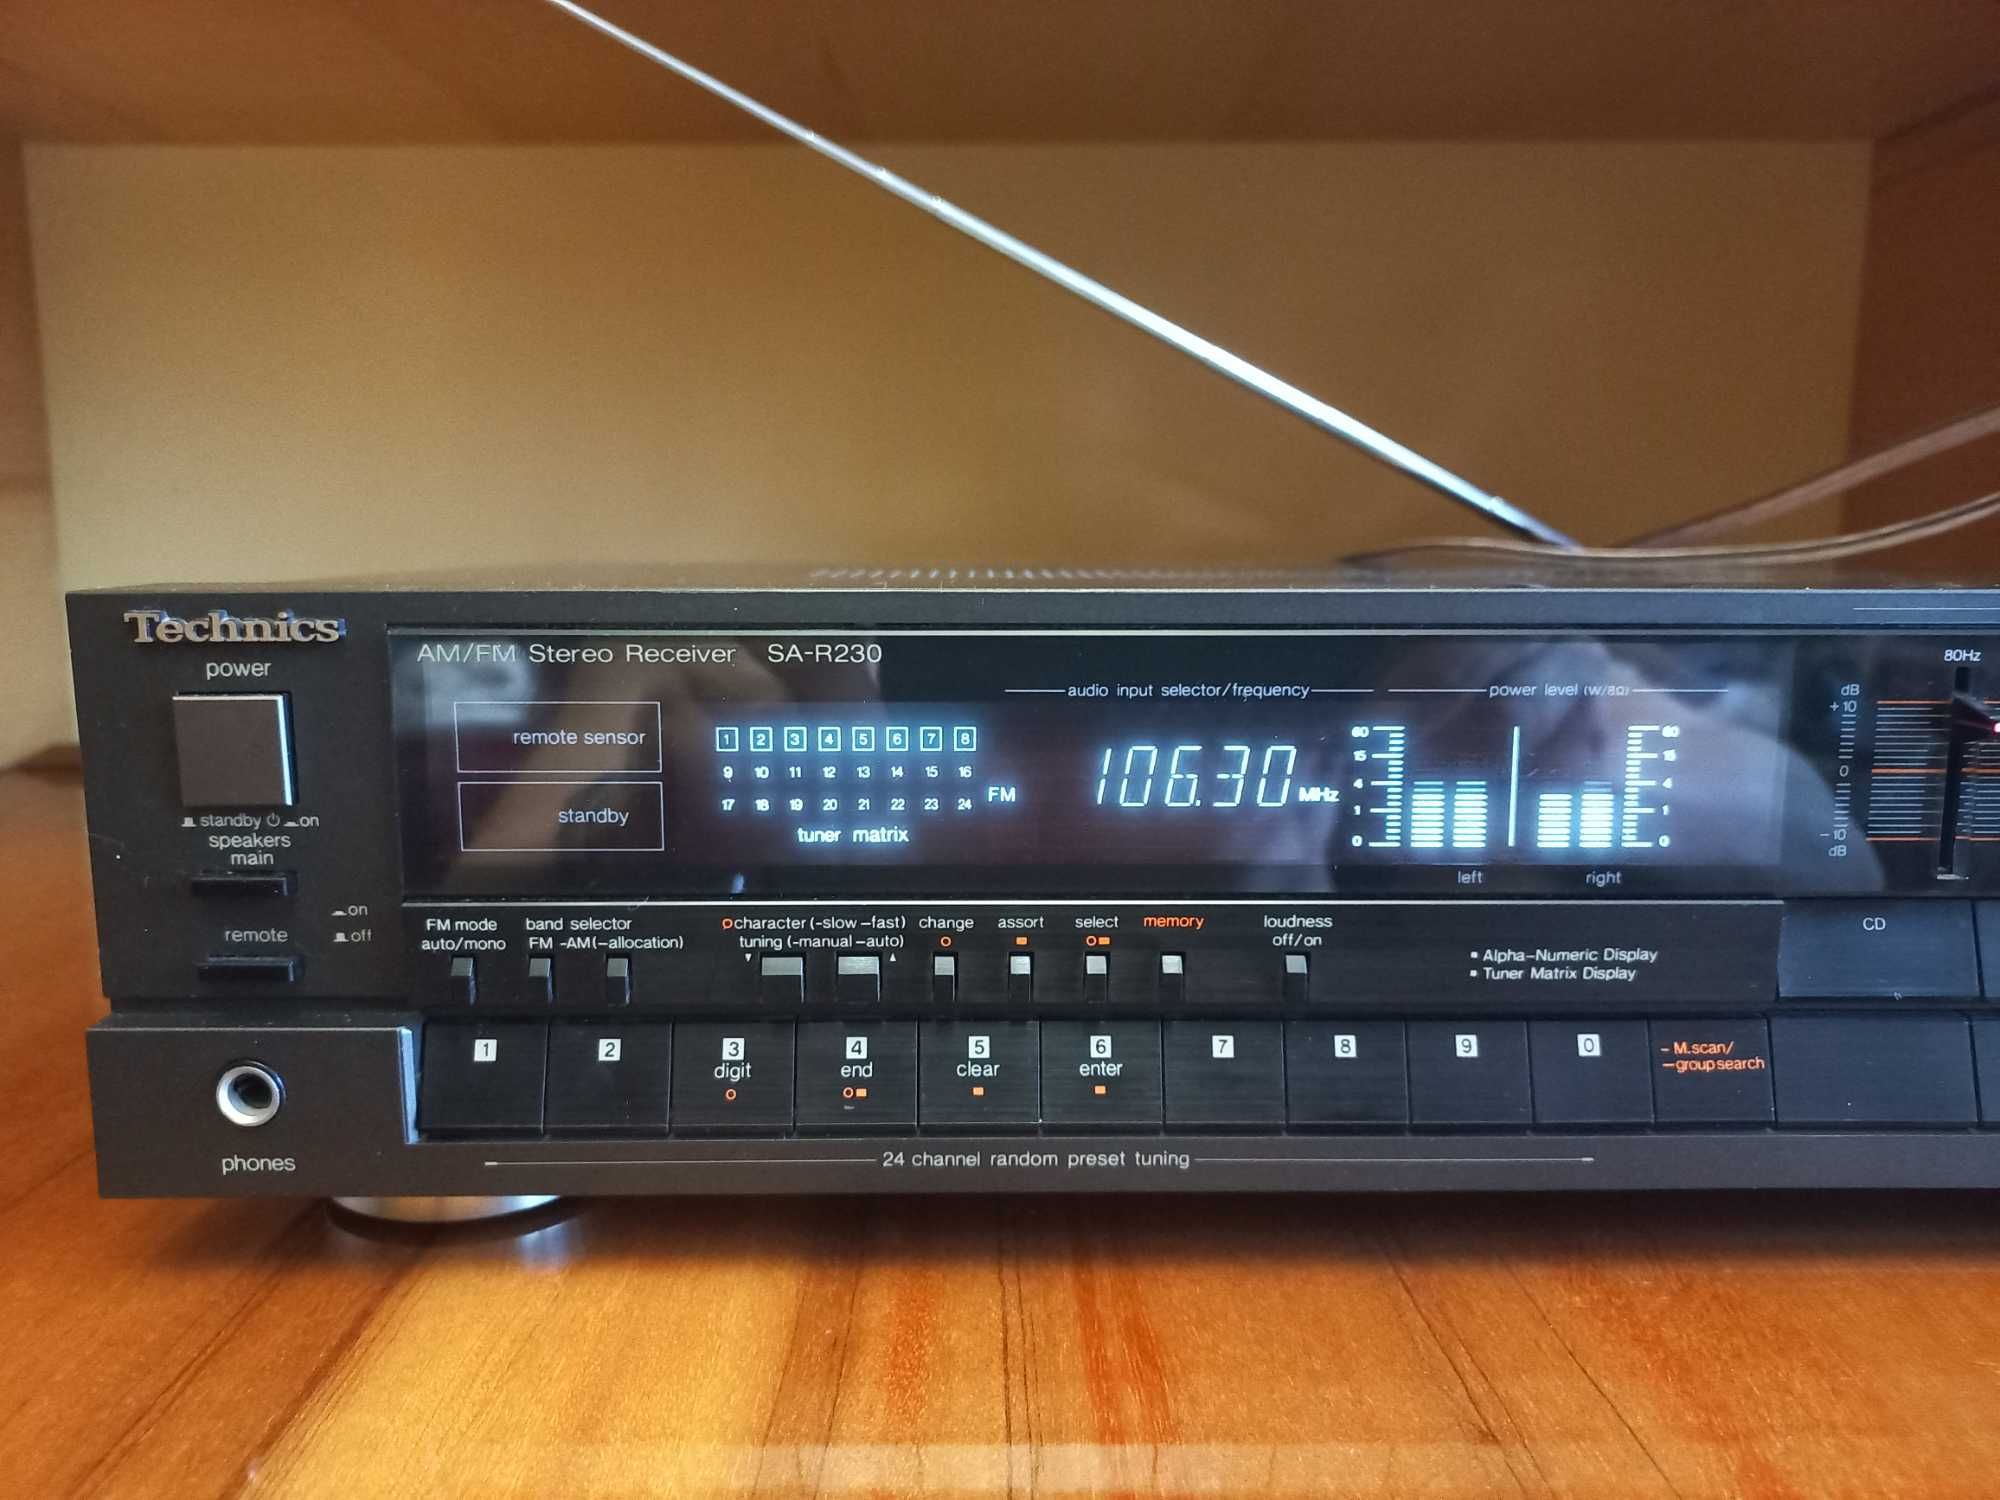 Technics
power
standby ⏻ on
speakers
main
on
remote
off
phones
AM/FM Stereo Receiver SA-R230
remote sensor
standby
1 2 3 4 5 6 7 8
9 10 11 12 13 14 15 16
17 18 19 20 21 22 23 24
tuner matrix
FM
audio input selector/frequency
106.30 MHz
power level (W/8Ω)
60 60
15 15
4 4
1 1
0 0
left right
80Hz
dB
+10
0
-10
dB
FM mode
auto/mono
band selector
FM -AM(-allocation)
character (-slow -fast)
tuning (-manual -auto)
change
assort
select
memory
loudness
off/on
Alpha-Numeric Display
Tuner Matrix Display
CD
1 2 3 4 5 6 7 8 9 0
digit end clear enter
- M.scan/
-group search
24 channel random preset tuning